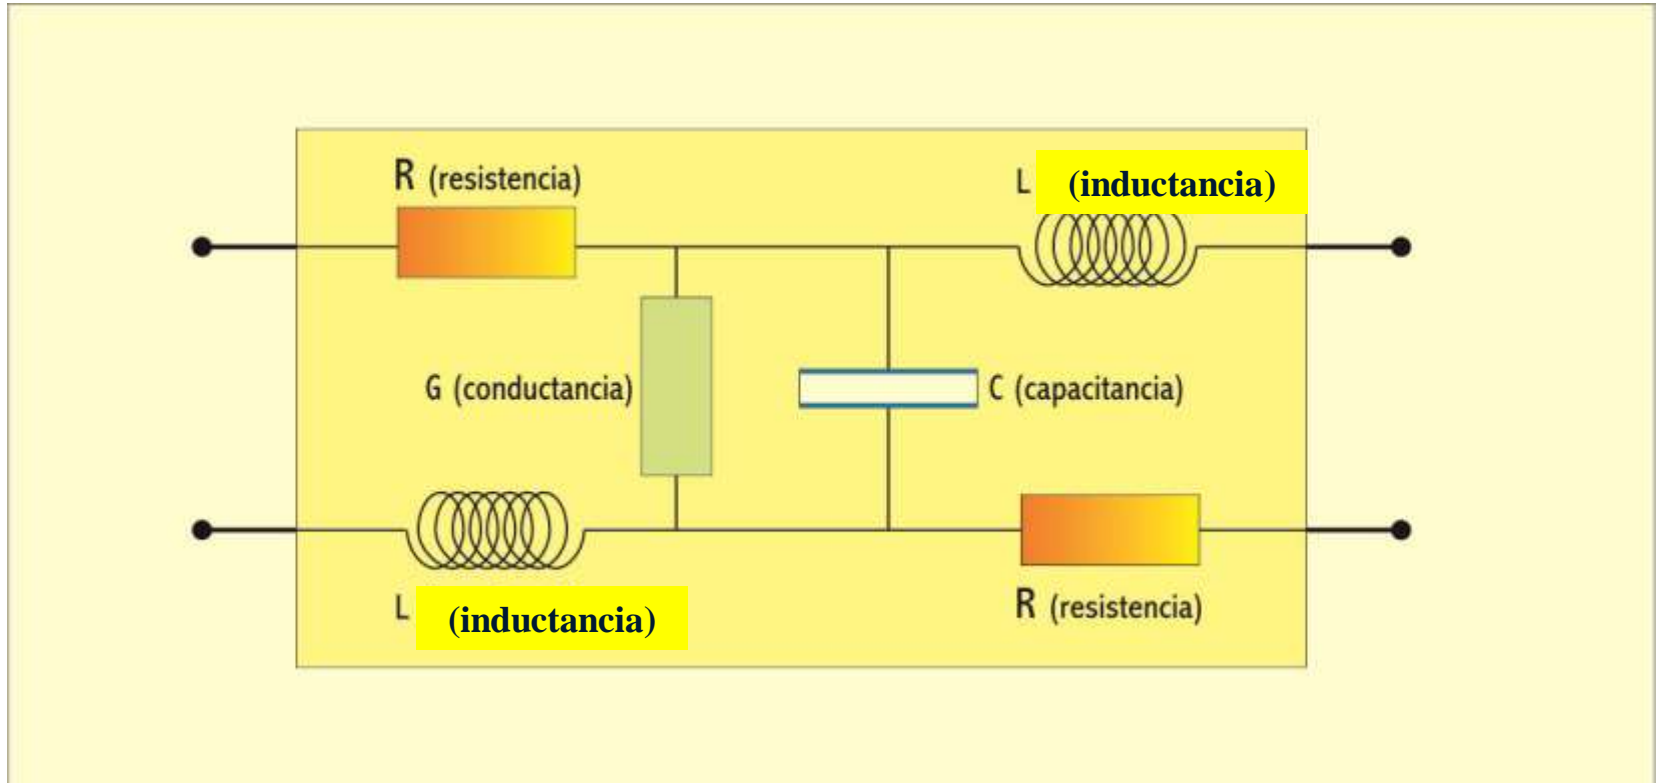 R (resistencia)
L (inductancia)
G (conductancia)
C (capacitancia)
L (inductancia)
R (resistencia)